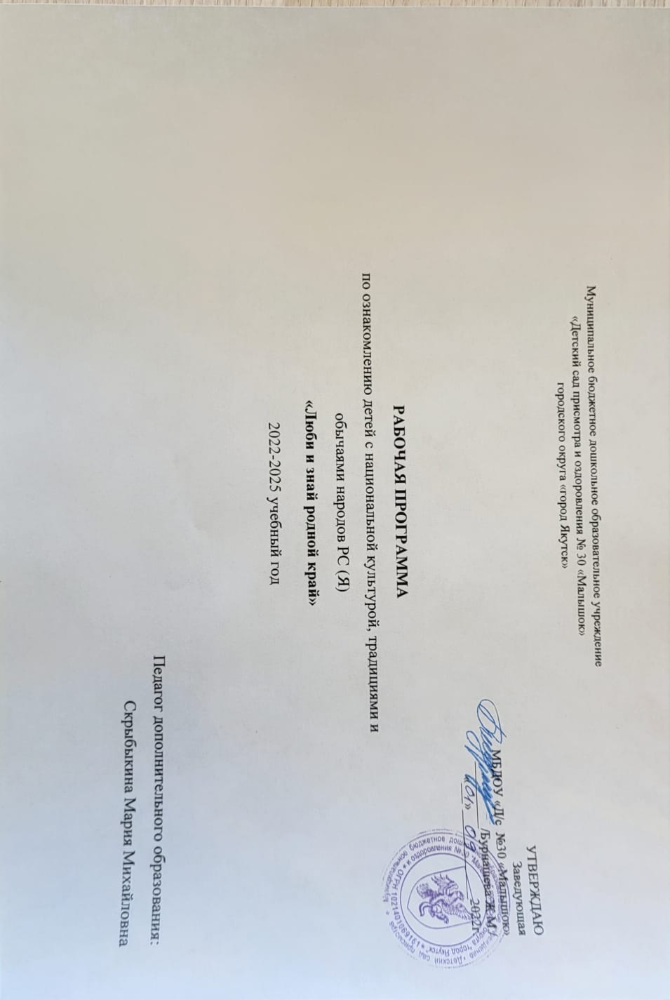 Муниципальное бюджетное дошкольное образовательное учреждение
«Детский сад присмотра и оздоровления № 30 «Малышок»
городского округа «город Якутск»
УТВЕРЖДАЮ
Заведующая
МБДОУ «Д/с №30 «Малышок»
/Бурнашева Ж.М.
«01» 09 2022г
РАБОЧАЯ ПРОГРАММА
по ознакомлению детей с национальной культурой, традициями и
обычаями народов РС (Я)
«Люби и знай родной край»
2022-2025 учебный год
Педагог дополнительного образования:
Скрыбыкина Мария Михайловна